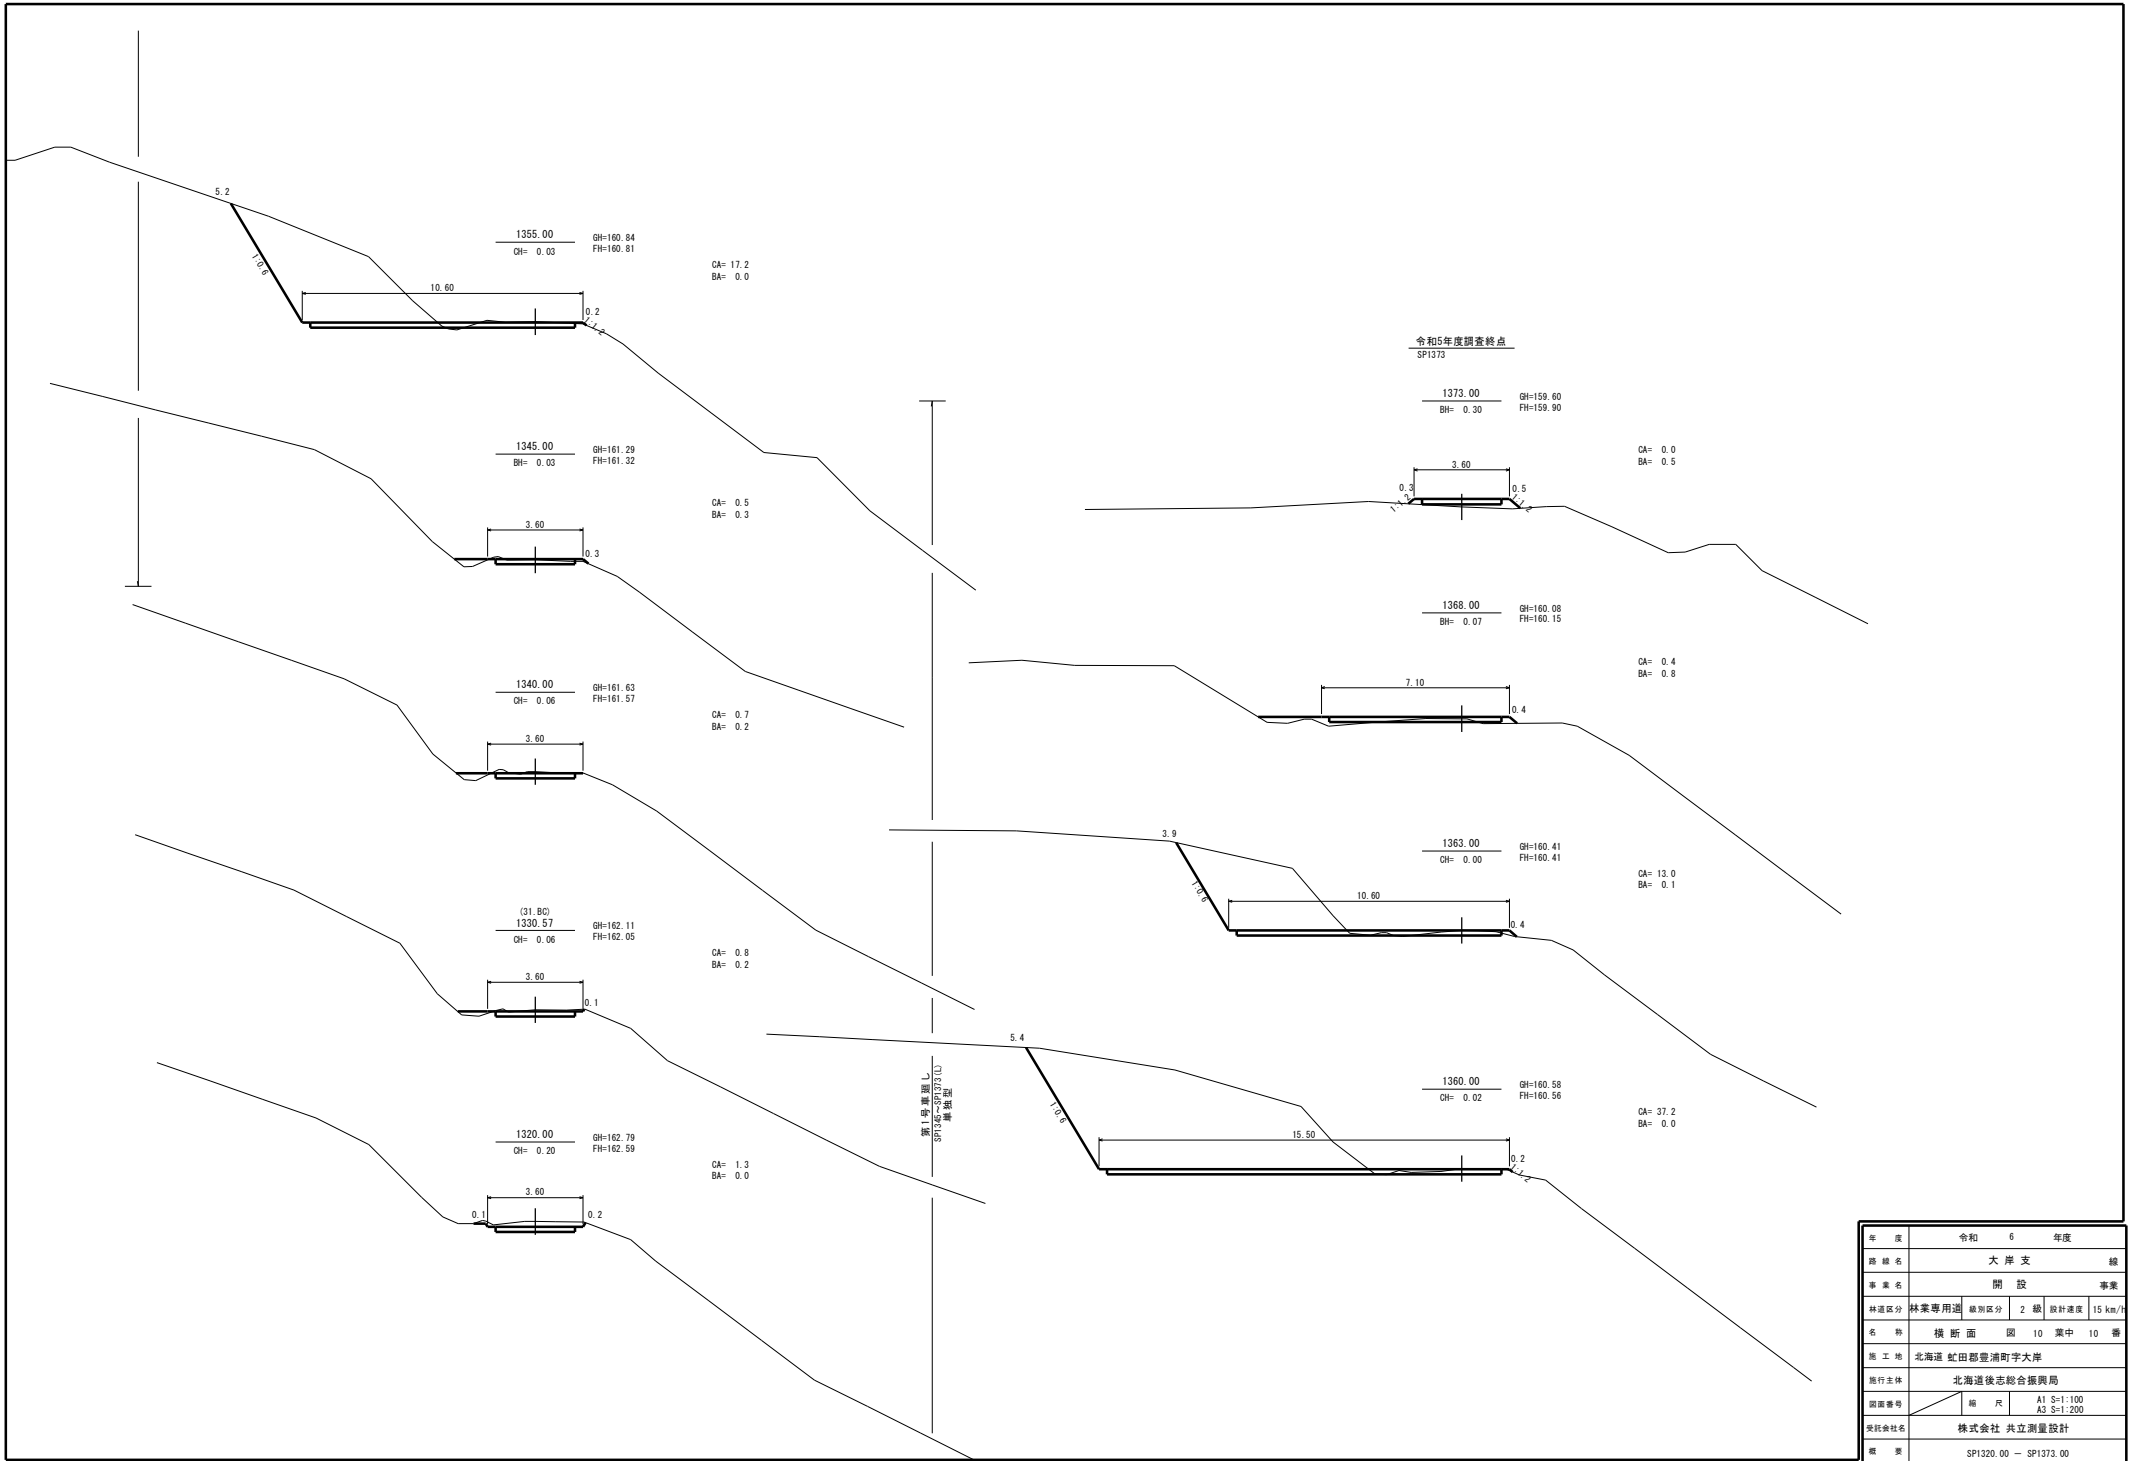 5.2
1355.00
CH= 0.03
GH=160.84
FH=160.81
CA= 17.2
BA= 0.0
1:0.6
10.60
0.2
1:1.2
1345.00
BH= 0.03
GH=161.29
FH=161.32
CA= 0.5
BA= 0.3
3.60
0.3
1340.00
CH= 0.06
GH=161.63
FH=161.57
CA= 0.7
BA= 0.2
3.60
(31.BC)
1330.57
CH= 0.06
GH=162.11
FH=162.05
CA= 0.8
BA= 0.2
3.60
0.1
1320.00
CH= 0.20
GH=162.79
FH=162.59
CA= 1.3
BA= 0.0
3.60
0.1
0.2
第1号車廻し
SP1345~SP1373(L)
単独型
令和5年度調査終点
SP1373
1373.00
BH= 0.30
GH=159.60
FH=159.90
CA= 0.0
BA= 0.5
3.60
0.3
1:1.2
0.5
1:1.2
1368.00
BH= 0.07
GH=160.08
FH=160.15
CA= 0.4
BA= 0.8
7.10
0.4
3.9
1363.00
CH= 0.00
GH=160.41
FH=160.41
CA= 13.0
BA= 0.1
1:0.6
10.60
0.4
5.4
1360.00
CH= 0.02
GH=160.58
FH=160.56
CA= 37.2
BA= 0.0
1:0.6
15.50
0.2
1:1.2
年度 令和 6 年度
路線名 大岸支 線
事業名 開設 事業
林道区分 林業専用道 級別区分 2 級 設計速度 15 km/h
名称 横断面 図 10 葉中 10 番
施工地 北海道 虻田郡豊浦町字大岸
施行主体 北海道後志総合振興局
図面番号 縮尺 A1 S=1:100
A3 S=1:200
受託会社名 株式会社 共立測量設計
概要 SP1320.00 - SP1373.00